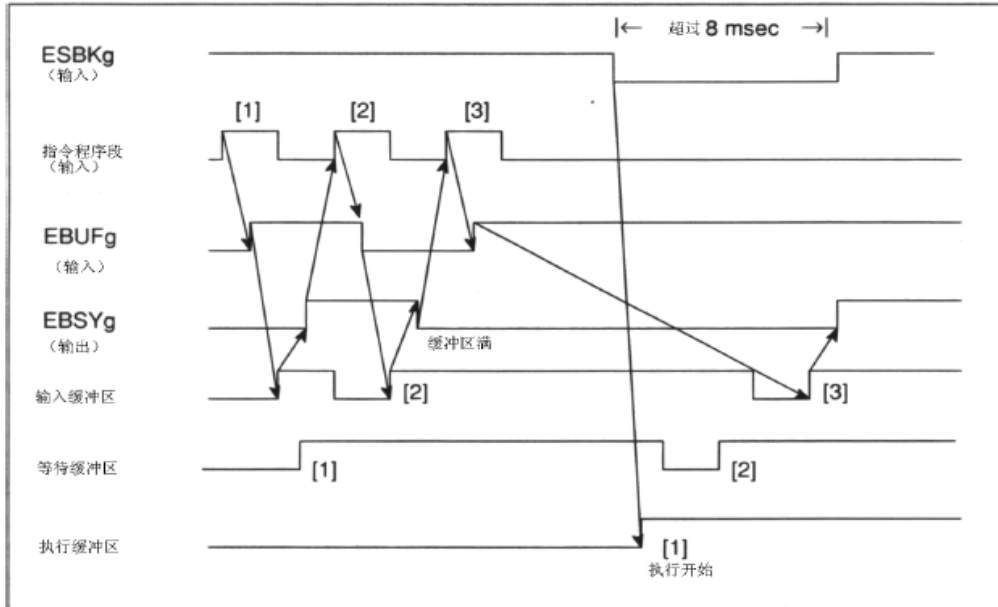 |← 超过 8 msec →|
ESBKg
（输入）
[1] [2] [3]
指令程序段
（输入）
EBUFg
（输入）
EBSYg
（输出）
缓冲区满
输入缓冲区
[2] [3]
等待缓冲区
[1] [2]
执行缓冲区
[1]
执行开始